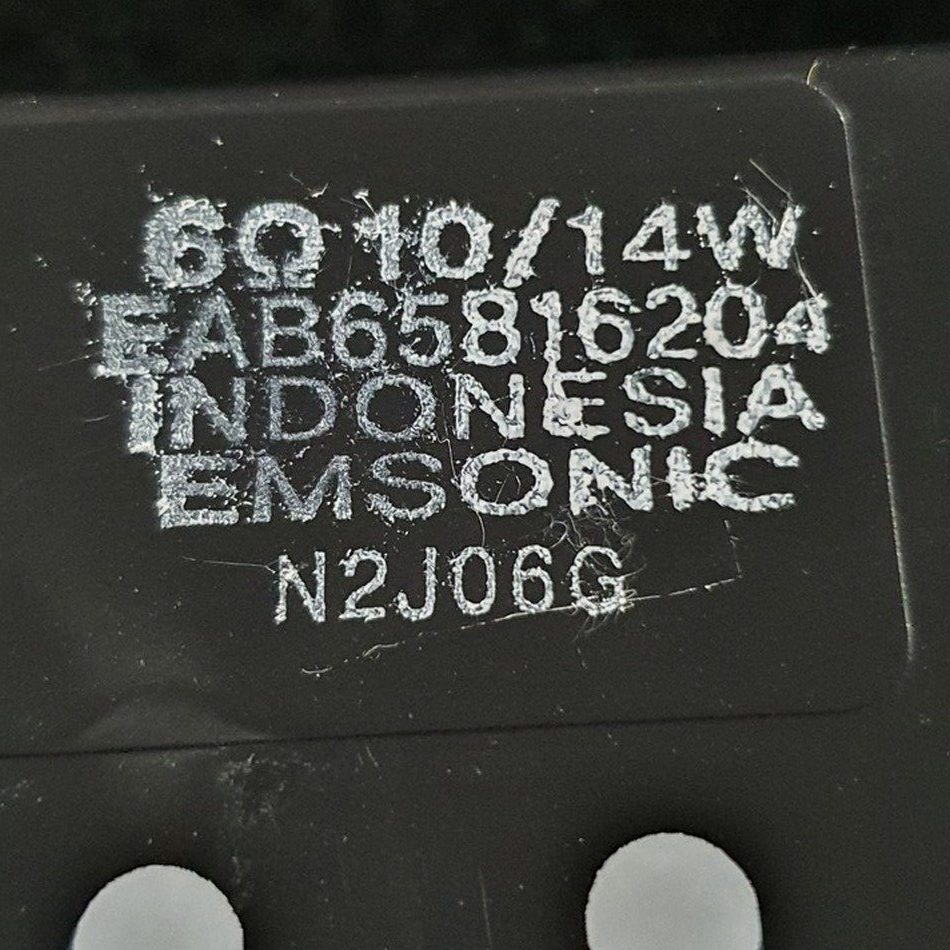 6Ω 10/14W
EAB65816204
INDONESIA
EMSONIC
N2J06G